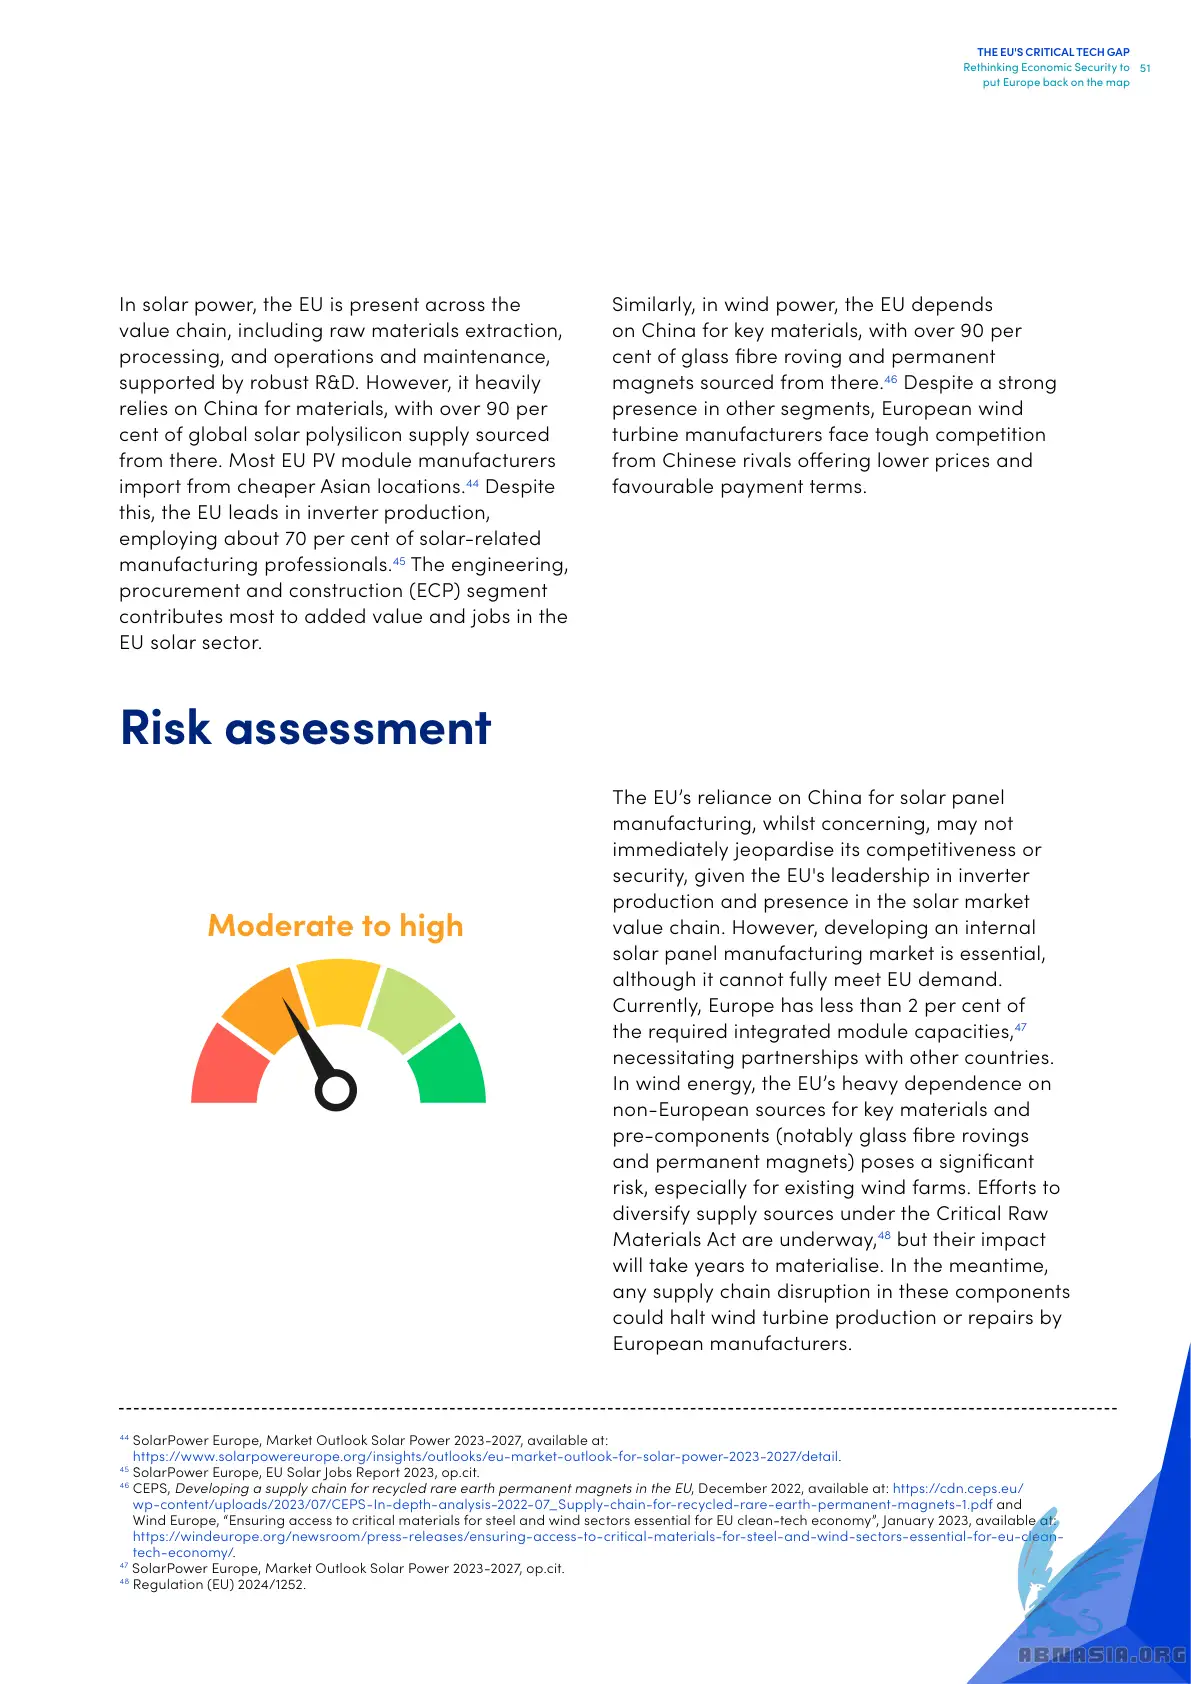 THE EU'S CRITICAL TECH GAP
Rethinking Economic Security to 51
put Europe back on the map
In solar power, the EU is present across the
value chain, including raw materials extraction,
processing, and operations and maintenance,
supported by robust R&D. However, it heavily
relies on China for materials, with over 90 per
cent of global solar polysilicon supply sourced
from there. Most EU PV module manufacturers
import from cheaper Asian locations.⁴⁴ Despite
this, the EU leads in inverter production,
employing about 70 per cent of solar-related
manufacturing professionals.⁴⁵ The engineering,
procurement and construction (ECP) segment
contributes most to added value and jobs in the
EU solar sector.
Similarly, in wind power, the EU depends
on China for key materials, with over 90 per
cent of glass fibre roving and permanent
magnets sourced from there.⁴⁶ Despite a strong
presence in other segments, European wind
turbine manufacturers face tough competition
from Chinese rivals offering lower prices and
favourable payment terms.
Risk assessment
Moderate to high
The EU’s reliance on China for solar panel
manufacturing, whilst concerning, may not
immediately jeopardise its competitiveness or
security, given the EU's leadership in inverter
production and presence in the solar market
value chain. However, developing an internal
solar panel manufacturing market is essential,
although it cannot fully meet EU demand.
Currently, Europe has less than 2 per cent of
the required integrated module capacities,⁴⁷
necessitating partnerships with other countries.
In wind energy, the EU’s heavy dependence on
non-European sources for key materials and
pre-components (notably glass fibre rovings
and permanent magnets) poses a significant
risk, especially for existing wind farms. Efforts to
diversify supply sources under the Critical Raw
Materials Act are underway,⁴⁸ but their impact
will take years to materialise. In the meantime,
any supply chain disruption in these components
could halt wind turbine production or repairs by
European manufacturers.
⁴⁴ SolarPower Europe, Market Outlook Solar Power 2023-2027, available at:
https://www.solarpowereurope.org/insights/outlooks/eu-market-outlook-for-solar-power-2023-2027/detail.
⁴⁵ SolarPower Europe, EU Solar Jobs Report 2023, op.cit.
⁴⁶ CEPS, Developing a supply chain for recycled rare earth permanent magnets in the EU, December 2022, available at: https://cdn.ceps.eu/
wp-content/uploads/2023/07/CEPS-In-depth-analysis-2022-07_Supply-chain-for-recycled-rare-earth-permanent-magnets-1.pdf and
Wind Europe, “Ensuring access to critical materials for steel and wind sectors essential for EU clean-tech economy”, January 2023, available at:
https://windeurope.org/newsroom/press-releases/ensuring-access-to-critical-materials-for-steel-and-wind-sectors-essential-for-eu-clean-
tech-economy/.
⁴⁷ SolarPower Europe, Market Outlook Solar Power 2023-2027, op.cit.
⁴⁸ Regulation (EU) 2024/1252.
ABNASIA.ORG